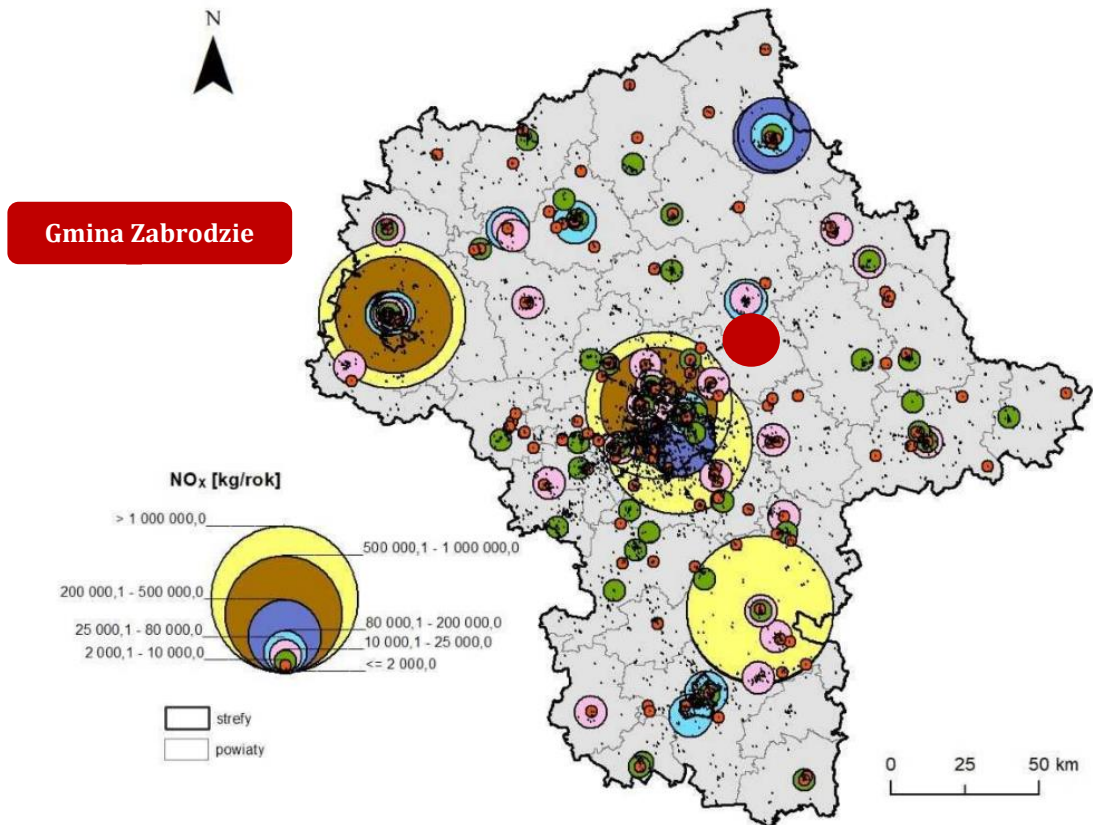 N
Gmina Zabrodzie
NOx [kg/rok]
> 1 000 000,0
500 000,1 - 1 000 000,0
200 000,1 - 500 000,0
80 000,1 - 200 000,0
25 000,1 - 80 000,0
10 000,1 - 25 000,0
2 000,1 - 10 000,0
<= 2 000,0
strefy
powiaty
0 25 50 km